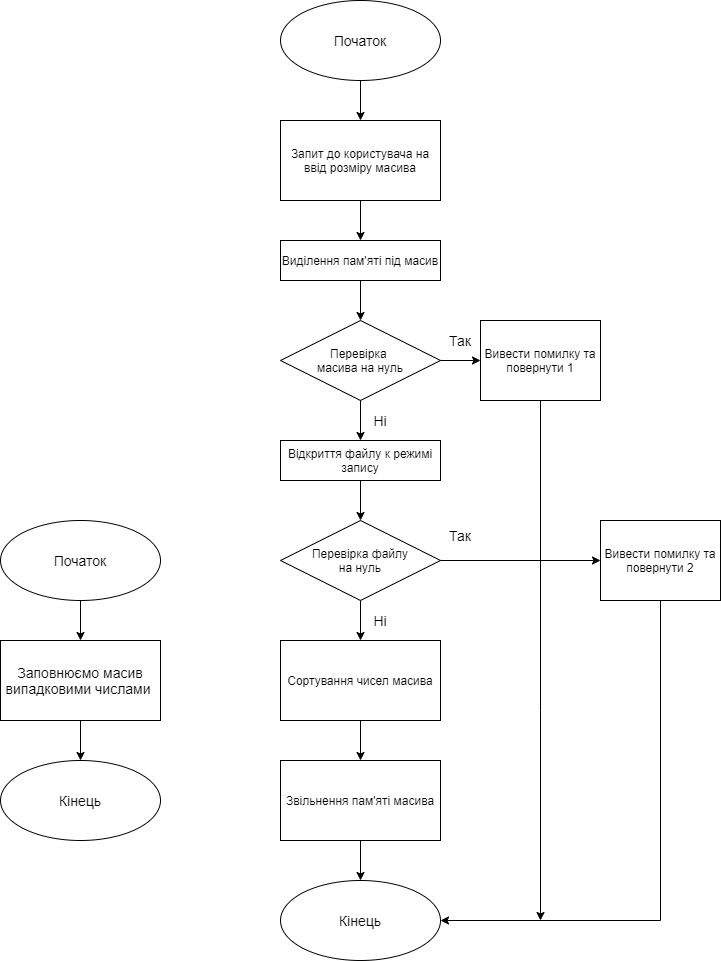 Початок
Запит до користувача на
ввід розміру масива
Виділення пам'яті під масив
Перевірка
масива на нуль
Так
Вивести помилку та
повернути 1
Ні
Відкриття файлу к режимі
запису
Перевірка файлу
на нуль
Так
Вивести помилку та
повернути 2
Ні
Сортування чисел масива
Звільнення пам'яті масива
Кінець
Початок
Заповнюємо масив
випадковими числами
Кінець